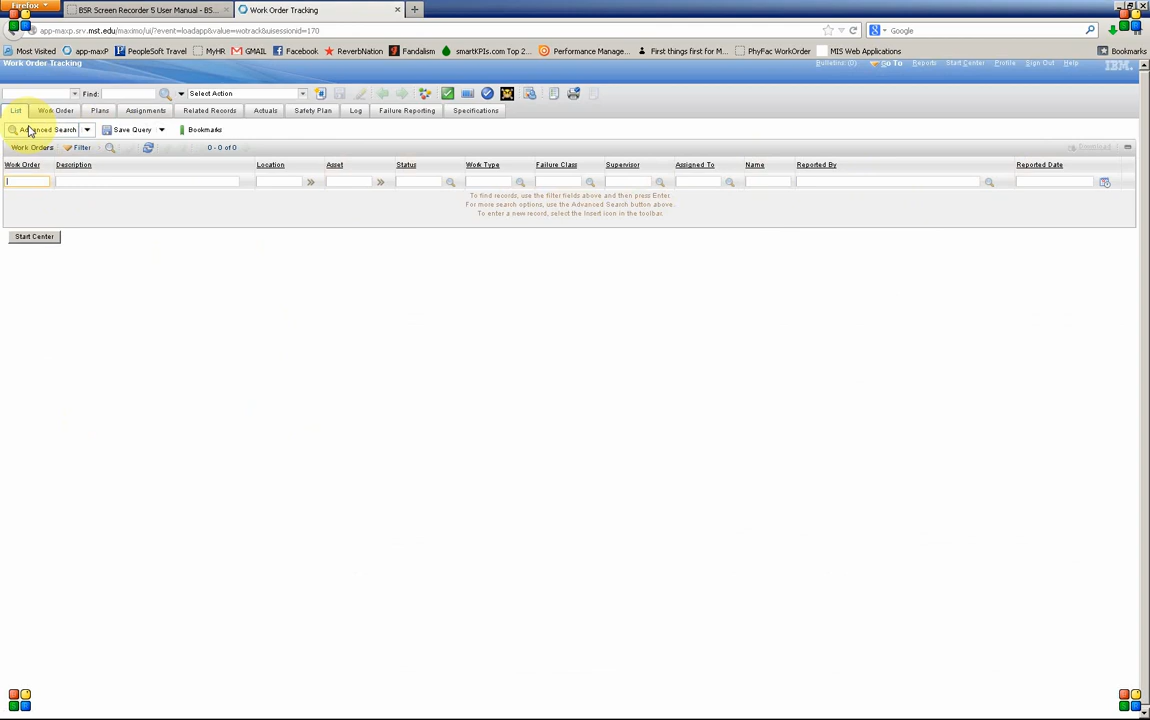 Firefox
BSR Screen Recorder 5 User Manual - BS...
Work Order Tracking
app-maxp.srv.mst.edu/maximo/ui/?event=loadapp&value=wotrack&uisessionid=170
Google
Most Visited app-maxP PeopleSoft Travel MyHR GMAIL Facebook ReverbNation Fandalism smartKPIs.com Top 2... Performance Manage... First things first for M... PhyFac WorkOrder MIS Web Applications Bookmarks
Work Order Tracking
Bulletins: (0) Go To Reports Start Center Profile Sign Out Help IBM.
Find: Select Action
List Work Order Plans Assignments Related Records Actuals Safety Plan Log Failure Reporting Specifications
Advanced Search Save Query Bookmarks
Work Orders Filter 0 - 0 of 0 Download
Work Order Description Location Asset Status Work Type Failure Class Supervisor Assigned To Name Reported By Reported Date
To find records, use the filter fields above and then press Enter.
For more search options, use the Advanced Search button above.
To enter a new record, select the Insert icon in the toolbar.
Start Center